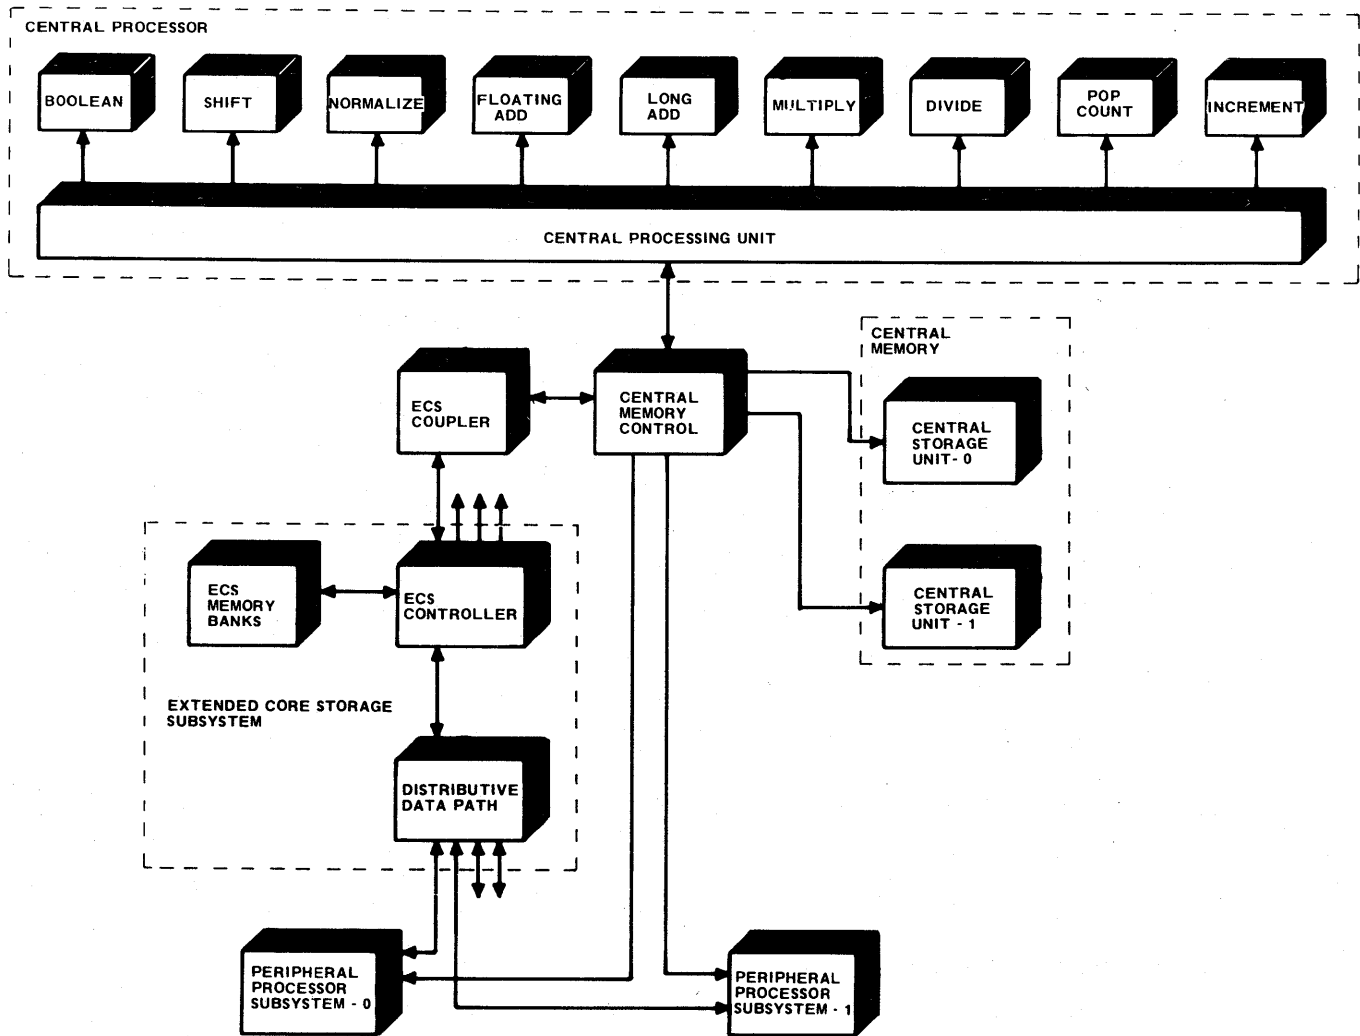 CENTRAL PROCESSOR
BOOLEAN
SHIFT
NORMALIZE
FLOATING
ADD
LONG
ADD
MULTIPLY
DIVIDE
POP
COUNT
INCREMENT
CENTRAL PROCESSING UNIT
ECS
COUPLER
CENTRAL
MEMORY
CONTROL
CENTRAL
MEMORY
CENTRAL
STORAGE
UNIT- 0
CENTRAL
STORAGE
UNIT - 1
ECS
MEMORY
BANKS
ECS
CONTROLLER
EXTENDED CORE STORAGE
SUBSYSTEM
DISTRIBUTIVE
DATA PATH
PERIPHERAL
PROCESSOR
SUBSYSTEM - 0
PERIPHERAL
PROCESSOR
SUBSYSTEM - 1